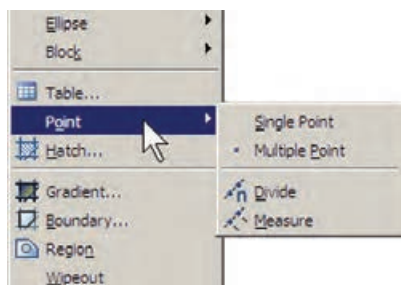 Ellipse
Block
Table...
Point
Hatch...
Gradient...
Boundary...
Region
Wipeout
Single Point
Multiple Point
Divide
Measure